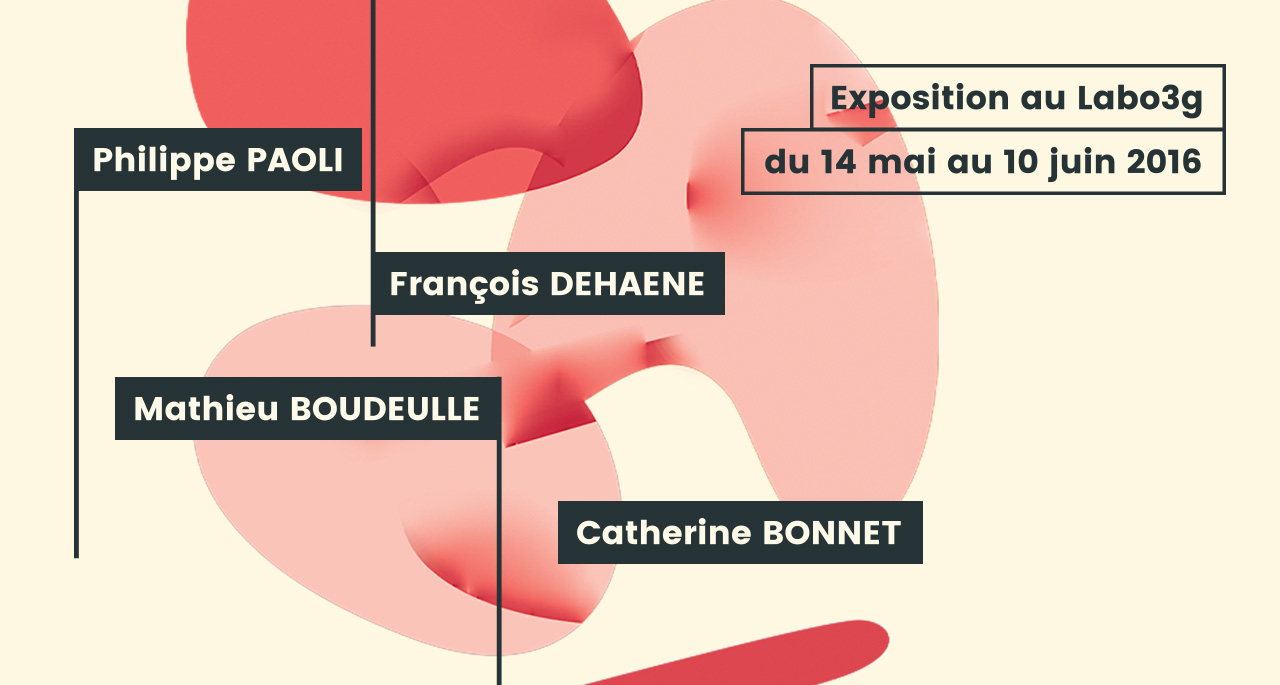 Exposition au Labo3g
du 14 mai au 10 juin 2016
Philippe PAOLI
François DEHAENE
Mathieu BOUDEULLE
Catherine BONNET